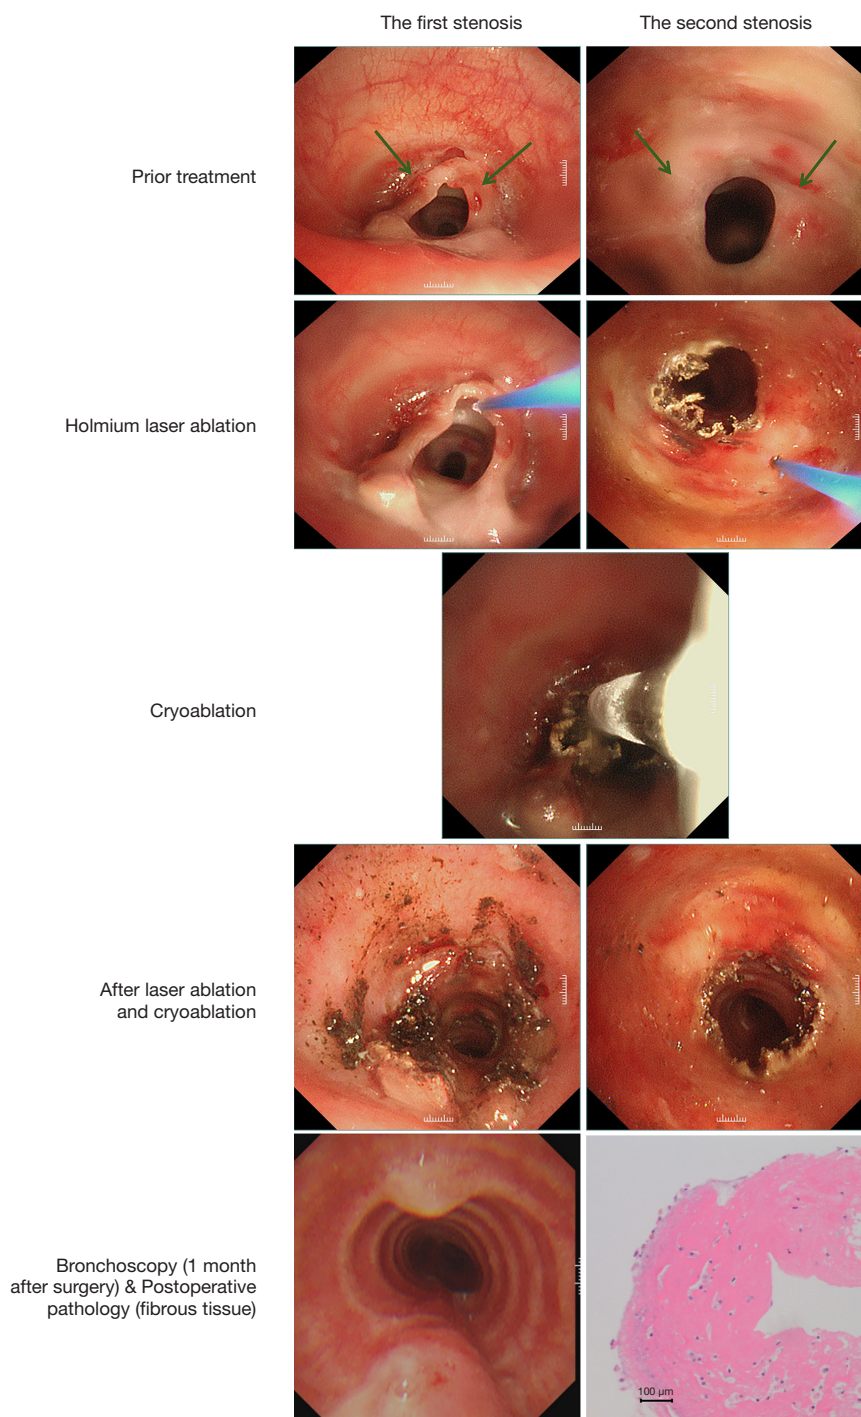 The first stenosis
The second stenosis
Prior treatment
Holmium laser ablation
Cryoablation
After laser ablation
and cryoablation
Bronchoscopy (1 month
after surgery) & Postoperative
pathology (fibrous tissue)
100 μm